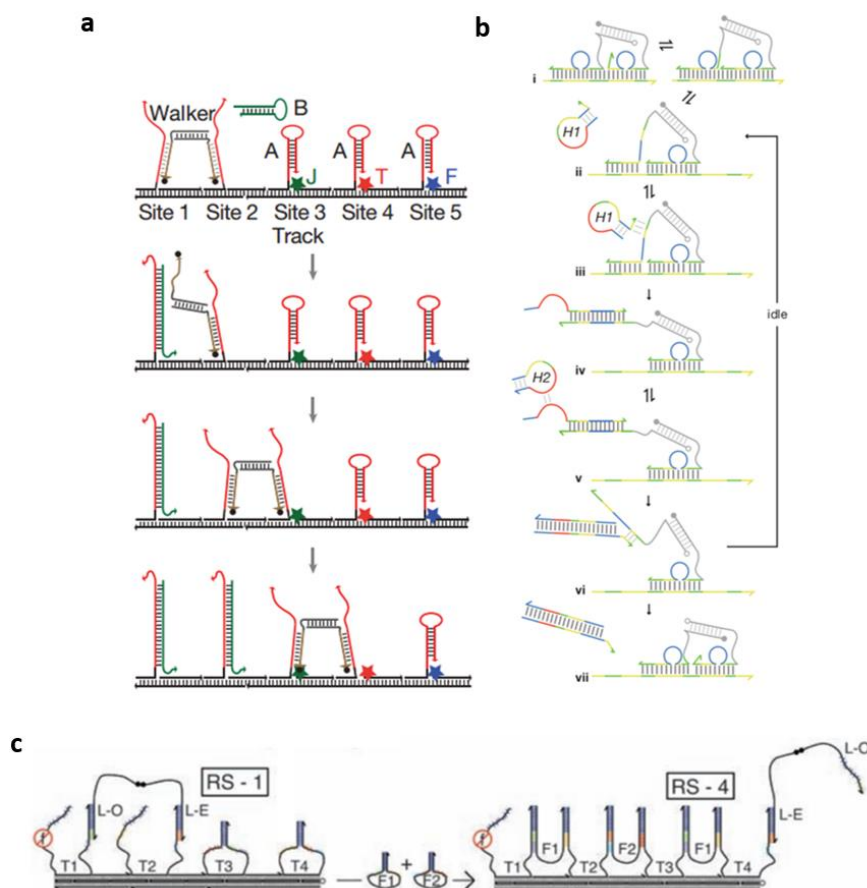 a
Walker
B
A
J
A
T
A
F
Site 1
Site 2
Site 3
Site 4
Site 5
Track
b
i
H1
ii
H1
iii
idle
iv
H2
v
vi
vii
c
RS - 1
L-O
L-E
T1
T2
T3
T4
F1
+
F2
RS - 4
L-O
L-E
T1
F1
T2
F2
T3
F1
T4